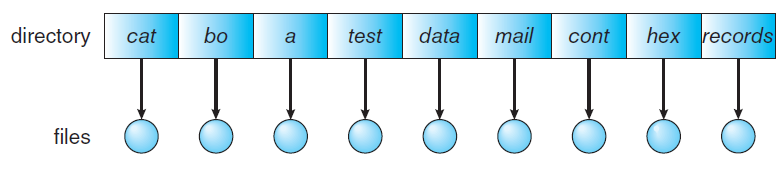 directory cat bo a test data mail cont hex records
files